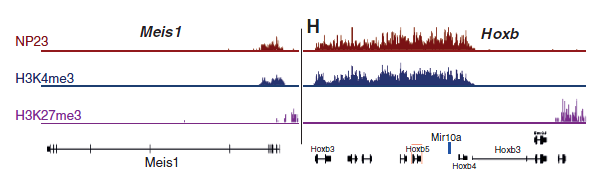 Meis1
H
Hoxb
NP23
H3K4me3
H3K27me3
Mir10a
Hoxb3
Hoxb5
Hoxb3
Hoxb4
Meis1